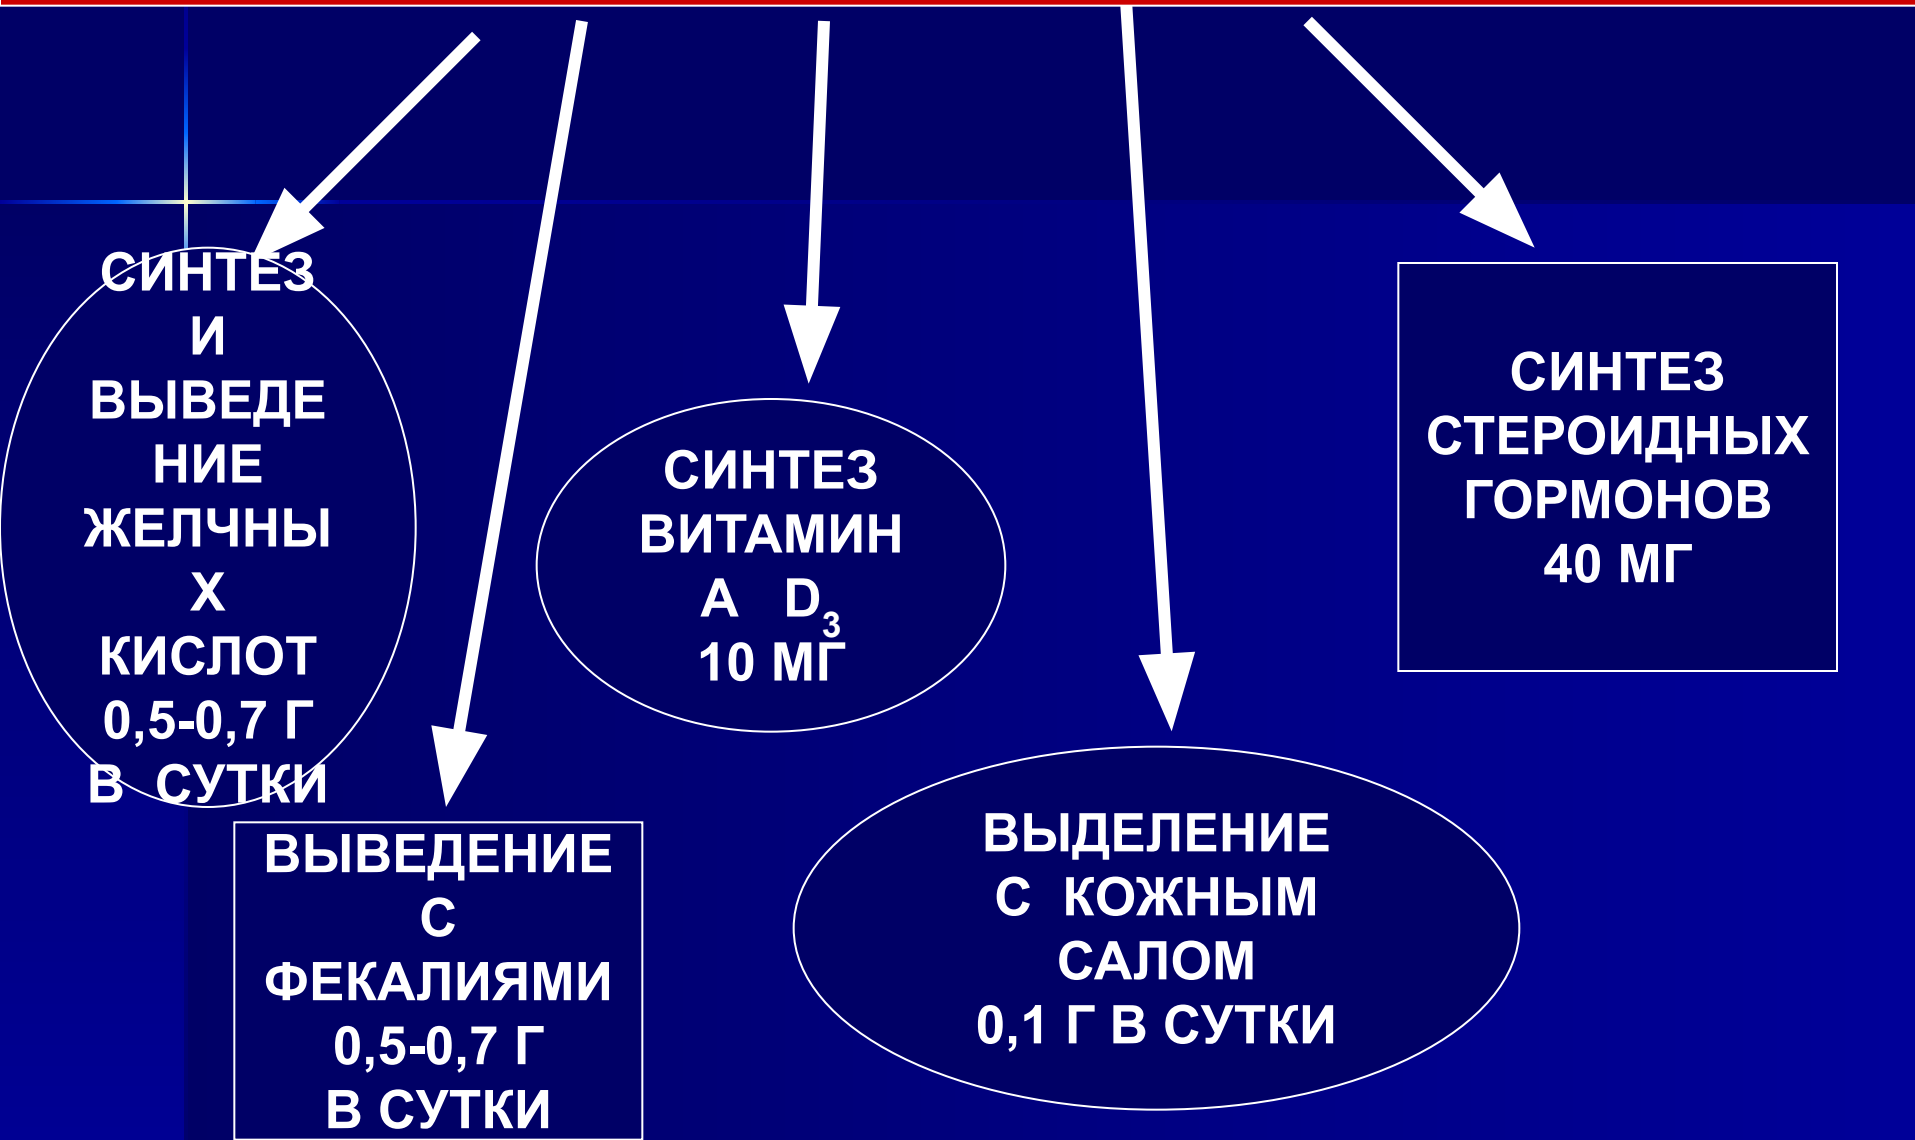 СИНТЕЗ
И
ВЫВЕДЕ
НИЕ
ЖЕЛЧНЫ
Х
КИСЛОТ
0,5-0,7 Г
В СУТКИ
ВЫВЕДЕНИЕ
С
ФЕКАЛИЯМИ
0,5-0,7 Г
В СУТКИ
СИНТЕЗ
ВИТАМИН
А D₃
10 МГ
ВЫДЕЛЕНИЕ
С КОЖНЫМ
САЛОМ
0,1 Г В СУТКИ
СИНТЕЗ
СТЕРОИДНЫХ
ГОРМОНОВ
40 МГ